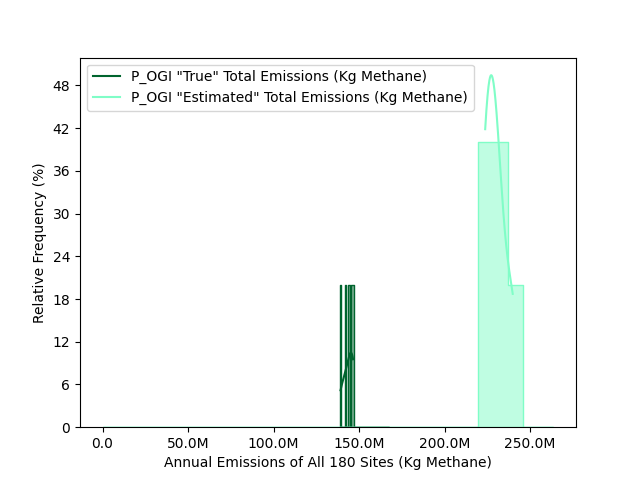 P_OGI "True" Total Emissions (Kg Methane)
P_OGI "Estimated" Total Emissions (Kg Methane)
48
42
36
30
24
18
12
6
0
Relative Frequency (%)
0.0 50.0M 100.0M 150.0M 200.0M 250.0M
Annual Emissions of All 180 Sites (Kg Methane)